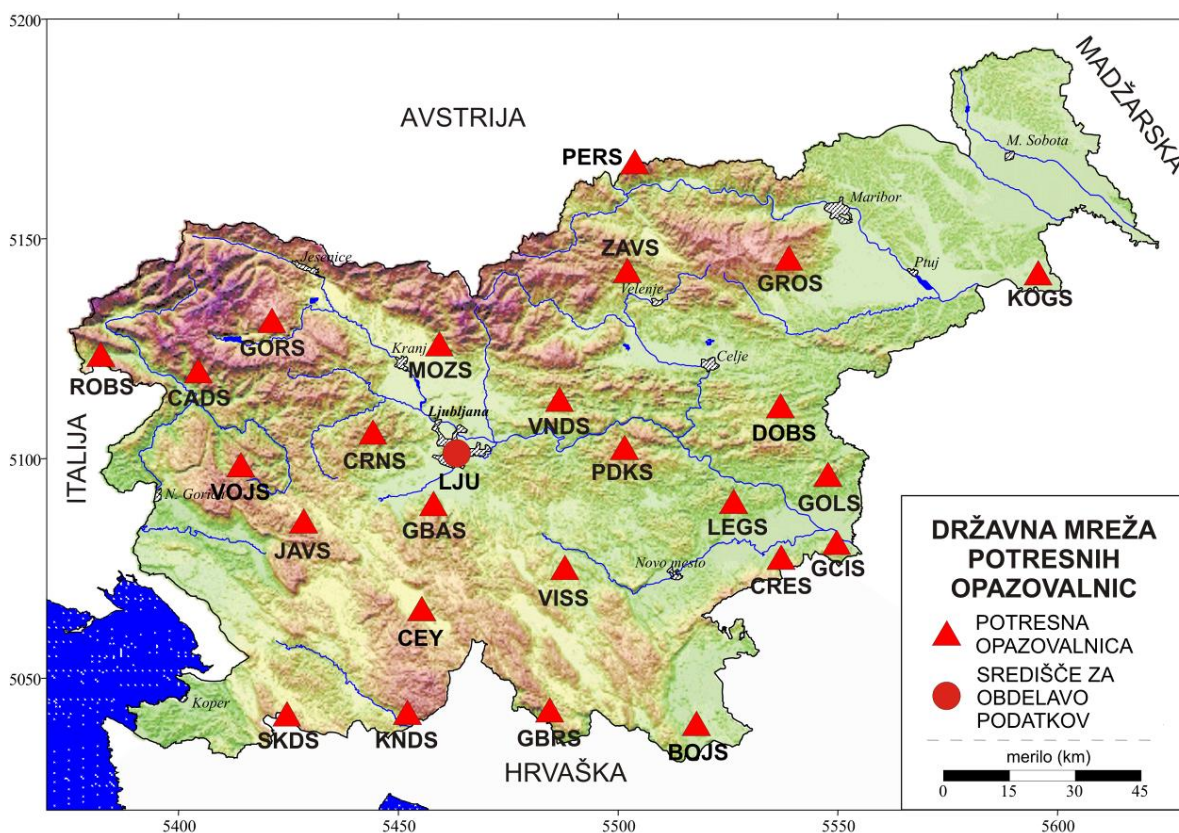 5200
AVSTRIJA
MADŽARSKA
M. Sobota
PERS
Maribor
5150
ZAVS
Jesenice
GROS
Ptuj
Velenje
KOGS
GORS
Kranj
MOZS
Celje
ROBS
CADS
Ljubljana
VNDS
DOBS
ITALIJA
CRNS
5100
LJU
PDKS
VOJS
N. Gorica
GOLS
GBAS
LEGS
JAVS
GCIS
Novo mesto
CRES
VISS
CEY
5050
Koper
SKDS
KNDS
GBRS
BOJS
HRVAŠKA
DRŽAVNA MREŽA
POTRESNIH
OPAZOVALNIC
POTRESNA
OPAZOVALNICA
SREDIŠČE ZA
OBDELAVO
PODATKOV
merilo (km)
0 15 30 45
5400 5450 5500 5550 5600